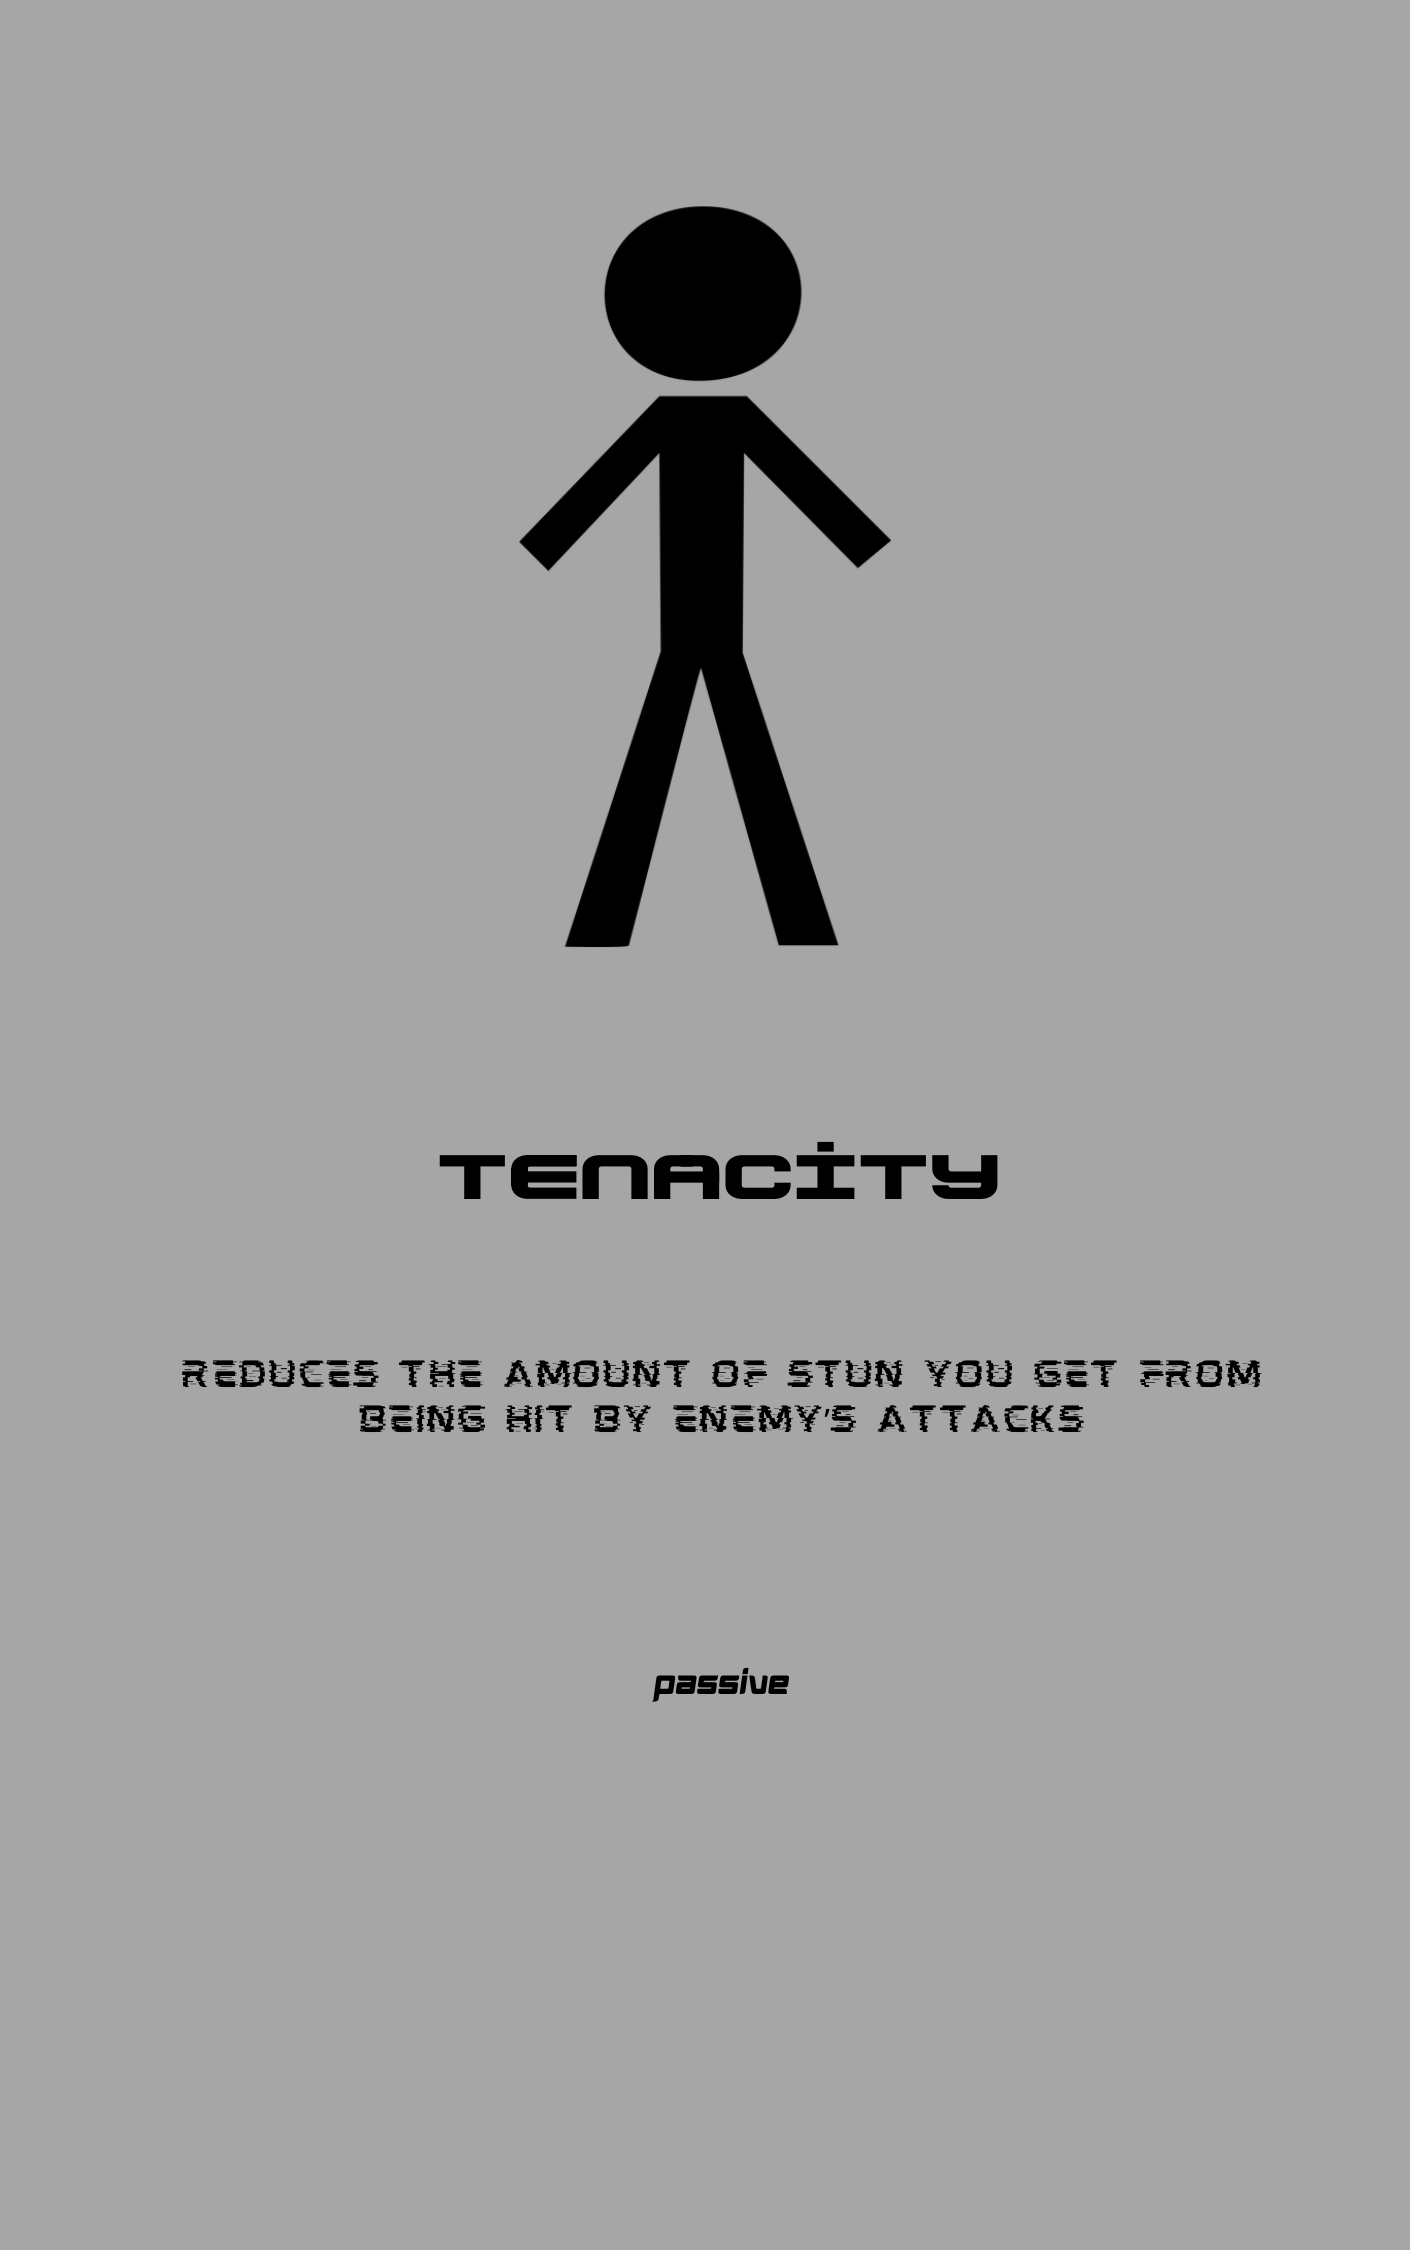 TENACİTY
REDUCES THE AMOUNT OF STUN YOU GET FROM
BEING HIT BY ENEMY'S ATTACKS
passive